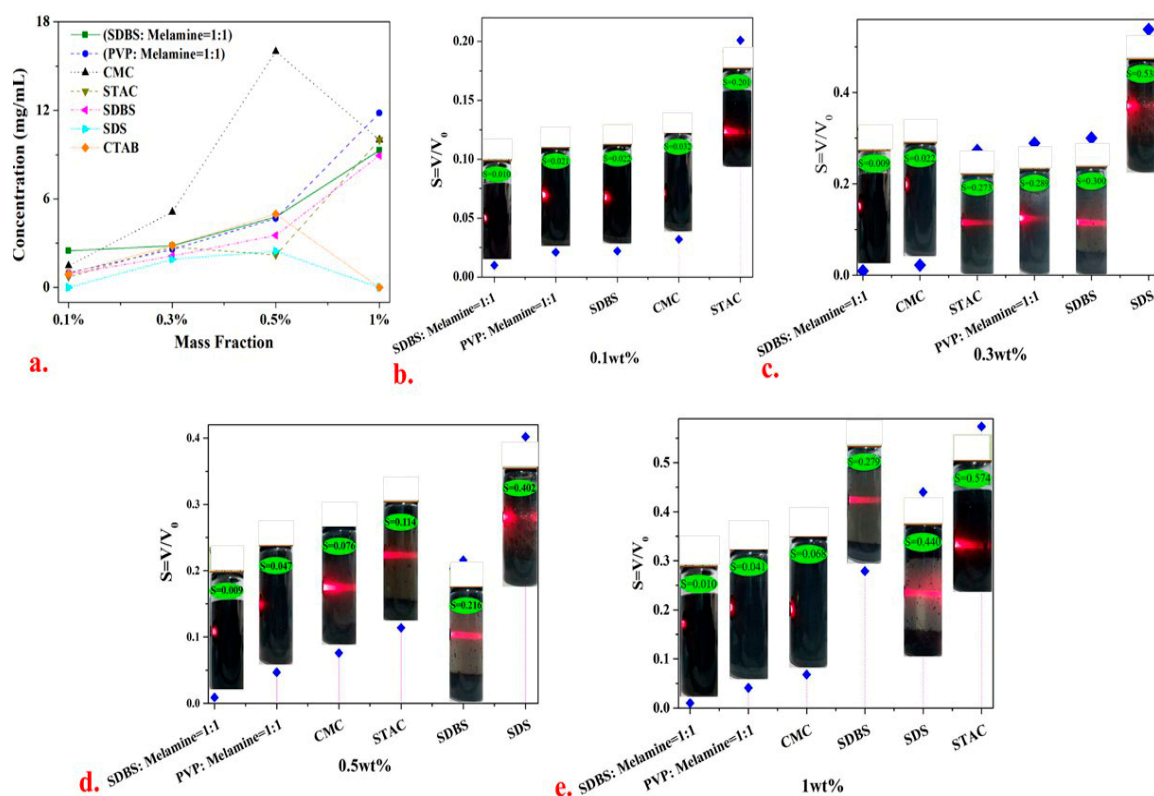 18
12
6
0
Concentration (mg/mL)
(SDBS: Melamine=1:1)
(PVP: Melamine=1:1)
CMC
STAC
SDBS
SDS
CTAB
0.1%
0.3%
0.5%
1%
Mass Fraction
a.
0.20
0.15
0.10
0.05
0.00
S=V/V₀
S=0.010
S=0.021
S=0.022
S=0.032
S=0.201
SDBS: Melamine=1:1
PVP: Melamine=1:1
SDBS
CMC
STAC
0.1wt%
b.
0.4
0.2
0.0
S=V/V₀
S=0.009
S=0.022
S=0.273
S=0.289
S=0.300
SDBS: Melamine=1:1
CMC
STAC
PVP: Melamine=1:1
SDBS
SDS
0.3wt%
c.
0.4
0.3
0.2
0.1
0.0
S=V/V₀
S=0.009
S=0.047
S=0.076
S=0.114
S=0.216
S=0.402
SDBS: Melamine=1:1
PVP: Melamine=1:1
CMC
STAC
SDBS
SDS
0.5wt%
d.
0.5
0.4
0.3
0.2
0.1
0.0
S=V/V₀
S=0.010
S=0.041
S=0.068
S=0.279
S=0.440
S=0.574
SDBS: Melamine=1:1
PVP: Melamine=1:1
CMC
SDBS
SDS
STAC
1wt%
e.